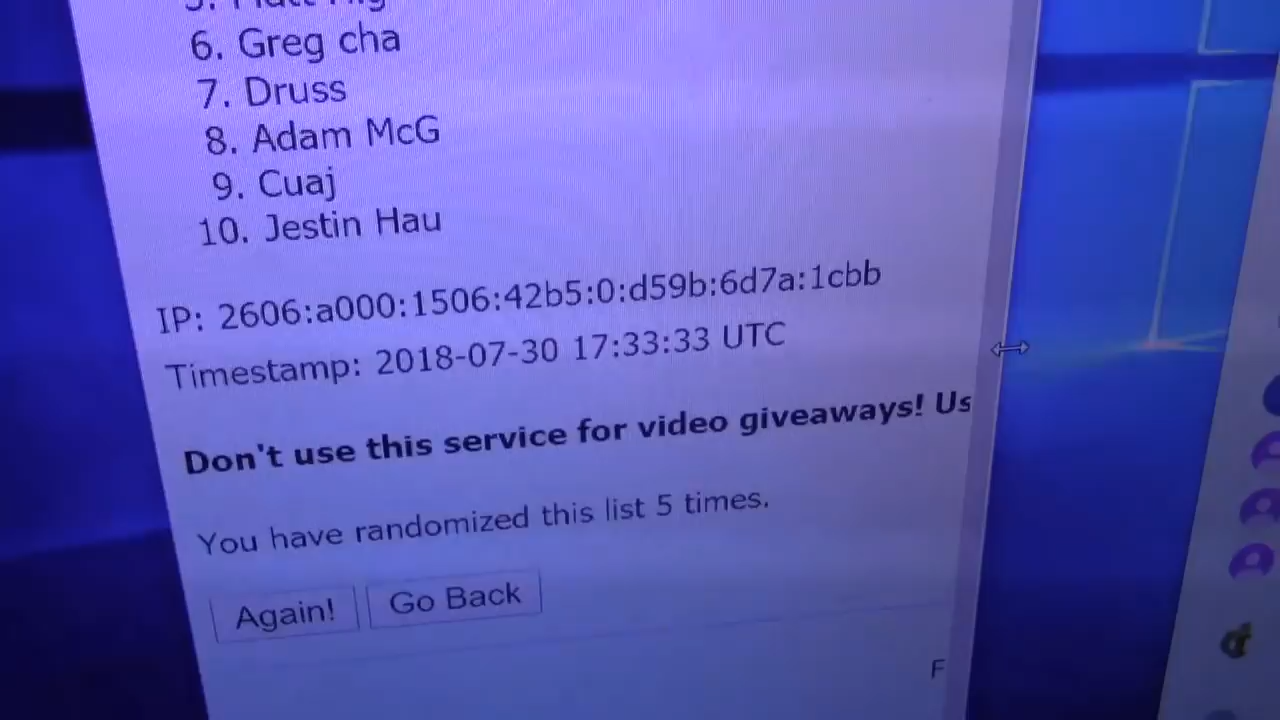 6. Greg cha
7. Druss
8. Adam McG
9. Cuaj
10. Jestin Hau
IP: 2606:a000:1506:42b5:0:d59b:6d7a:1cbb
Timestamp: 2018-07-30 17:33:33 UTC
Don't use this service for video giveaways! Us
You have randomized this list 5 times.
Again! Go Back
F